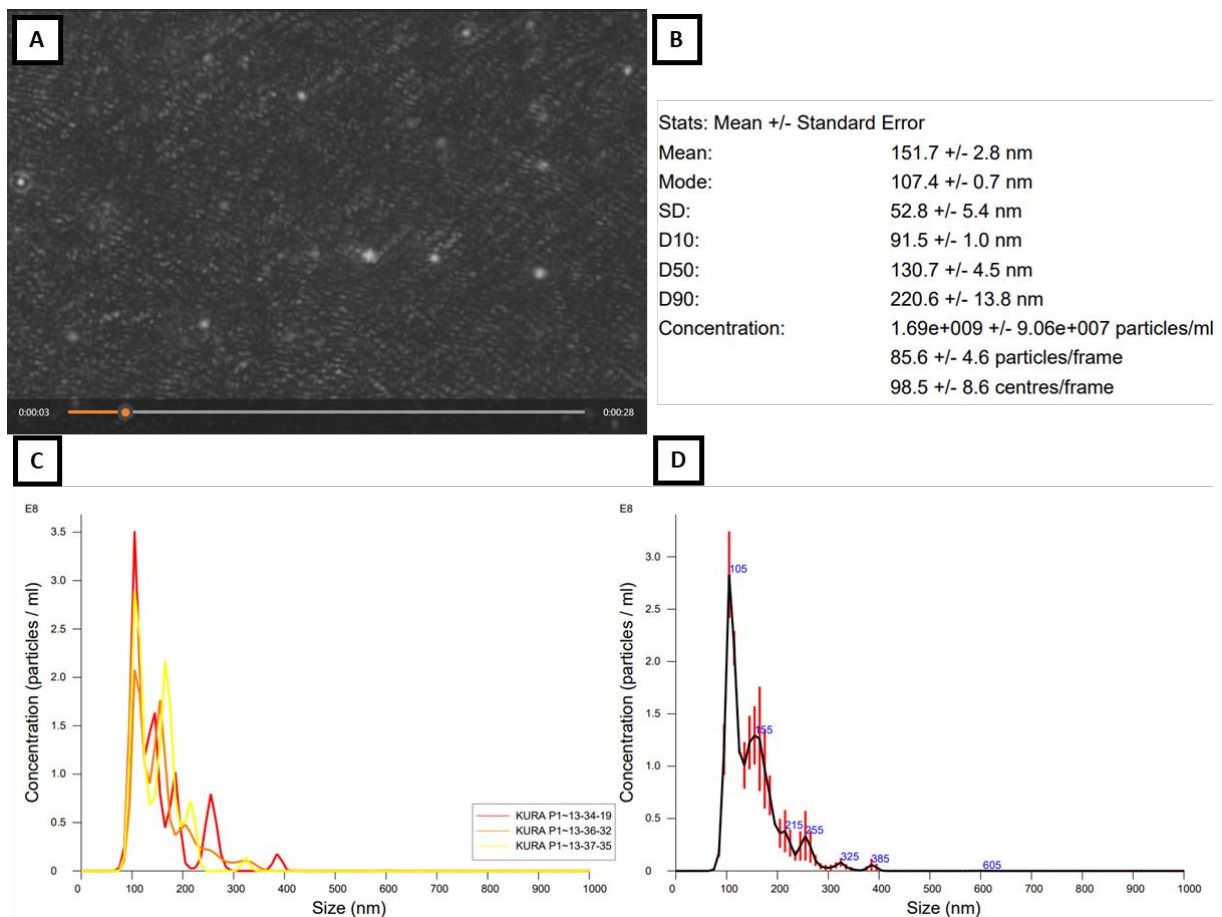 A
0:00:03
0:00:28
B
Stats: Mean +/- Standard Error
Mean: 151.7 +/- 2.8 nm
Mode: 107.4 +/- 0.7 nm
SD: 52.8 +/- 5.4 nm
D10: 91.5 +/- 1.0 nm
D50: 130.7 +/- 4.5 nm
D90: 220.6 +/- 13.8 nm
Concentration: 1.69e+009 +/- 9.06e+007 particles/ml
85.6 +/- 4.6 particles/frame
98.5 +/- 8.6 centres/frame
C
E8
3.5
3.0
2.5
2.0
1.5
1.0
0.5
0
Concentration (particles / ml)
KURA P1~13-34-19
KURA P1~13-36-32
KURA P1~13-37-35
0 100 200 300 400 500 600 700 800 900 1000
Size (nm)
D
E8
3.0
2.5
2.0
1.5
1.0
0.5
0
Concentration (particles / ml)
105
155
215
255
325
385
605
0 100 200 300 400 500 600 700 800 900 1000
Size (nm)